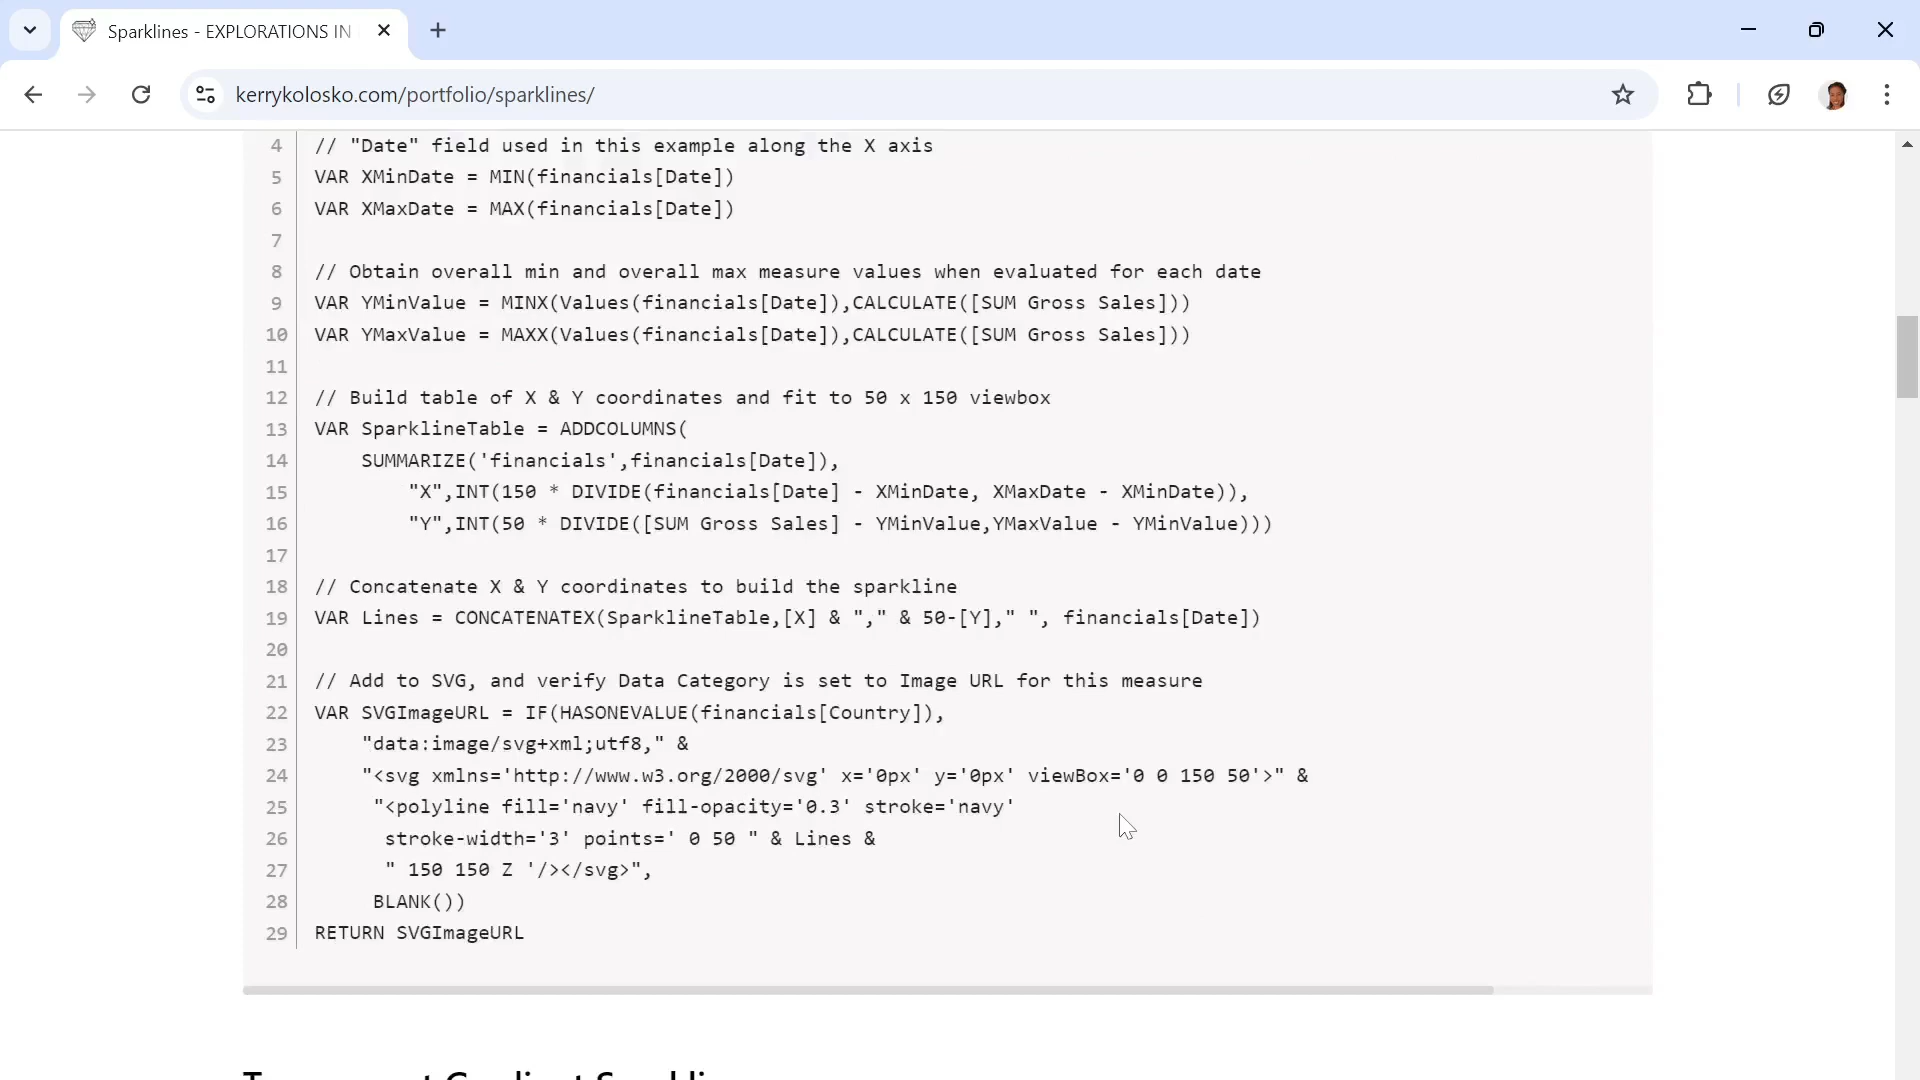 Sparklines - EXPLORATIONS IN
kerrykolosko.com/portfolio/sparklines/
4 // "Date" field used in this example along the X axis
5 VAR XMinDate = MIN(financials[Date])
6 VAR XMaxDate = MAX(financials[Date])
7
8 // Obtain overall min and overall max measure values when evaluated for each date
9 VAR YMinValue = MINX(Values(financials[Date]),CALCULATE([SUM Gross Sales]))
10 VAR YMaxValue = MAXX(Values(financials[Date]),CALCULATE([SUM Gross Sales]))
11
12 // Build table of X & Y coordinates and fit to 50 x 150 viewbox
13 VAR SparklineTable = ADDCOLUMNS(
14     SUMMARIZE('financials',financials[Date]),
15         "X",INT(150 * DIVIDE(financials[Date] - XMinDate, XMaxDate - XMinDate)),
16         "Y",INT(50 * DIVIDE([SUM Gross Sales] - YMinValue,YMaxValue - YMinValue)))
17
18 // Concatenate X & Y coordinates to build the sparkline
19 VAR Lines = CONCATENATEX(SparklineTable,[X] & "," & 50-[Y]," ", financials[Date])
20
21 // Add to SVG, and verify Data Category is set to Image URL for this measure
22 VAR SVGImageURL = IF(HASONEVALUE(financials[Country]),
23     "data:image/svg+xml;utf8," &
24     "<svg xmlns='http://www.w3.org/2000/svg' x='0px' y='0px' viewBox='0 0 150 50'>" &
25      "<polyline fill='navy' fill-opacity='0.3' stroke='navy'
26       stroke-width='3' points=' 0 50 " & Lines &
27       " 150 150 Z '/></svg>",
28      BLANK())
29 RETURN SVGImageURL